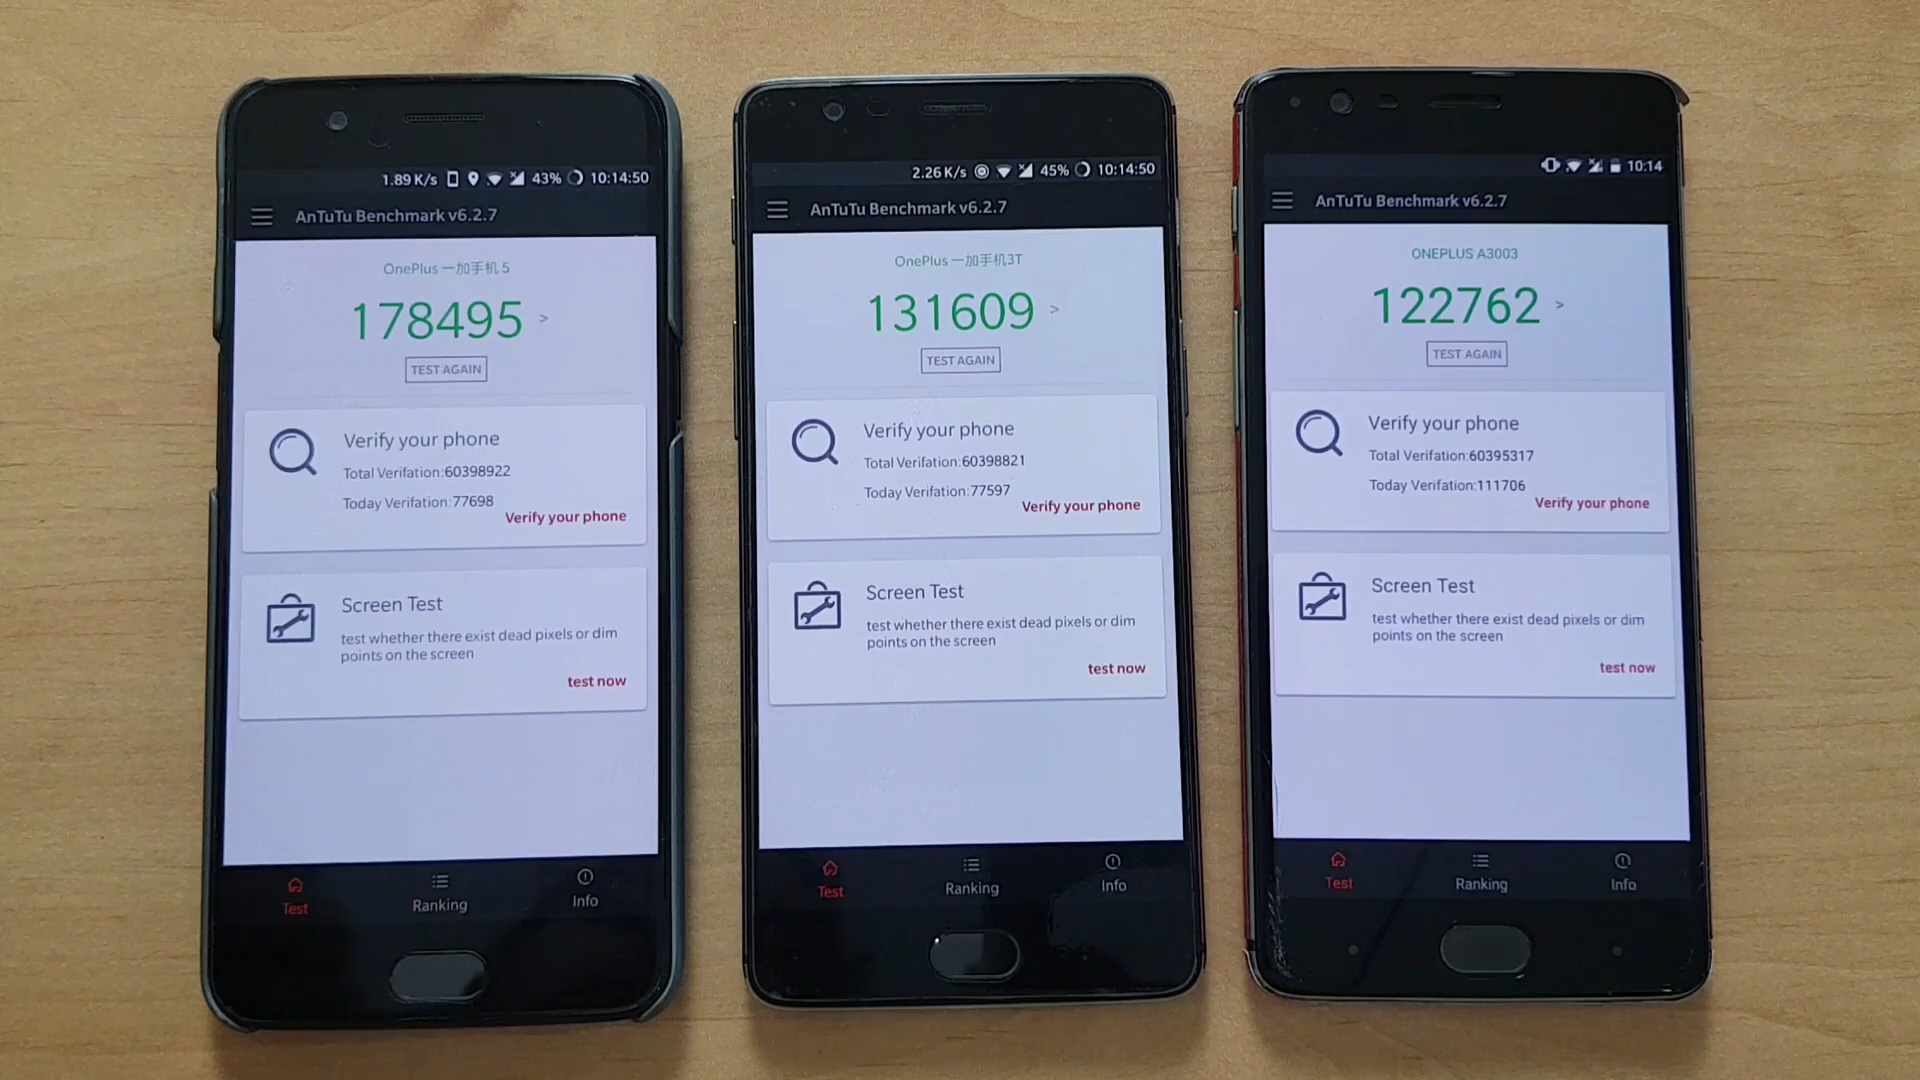 1.89 K/s 43% 10:14:50
AnTuTu Benchmark v6.2.7
OnePlus 一加手机 5
178495 >
TEST AGAIN
Verify your phone
Total Verifation:60398922
Today Verifation:77698
Verify your phone
Screen Test
test whether there exist dead pixels or dim
points on the screen
test now
Test Ranking Info
2.26 K/s 45% 10:14:50
AnTuTu Benchmark v6.2.7
OnePlus 一加手机3T
131609 >
TEST AGAIN
Verify your phone
Total Verifation:60398821
Today Verifation:77597
Verify your phone
Screen Test
test whether there exist dead pixels or dim
points on the screen
test now
Test Ranking Info
10:14
AnTuTu Benchmark v6.2.7
ONEPLUS A3003
122762 >
TEST AGAIN
Verify your phone
Total Verifation:60395317
Today Verifation:111706
Verify your phone
Screen Test
test whether there exist dead pixels or dim
points on the screen
test now
Test Ranking Info